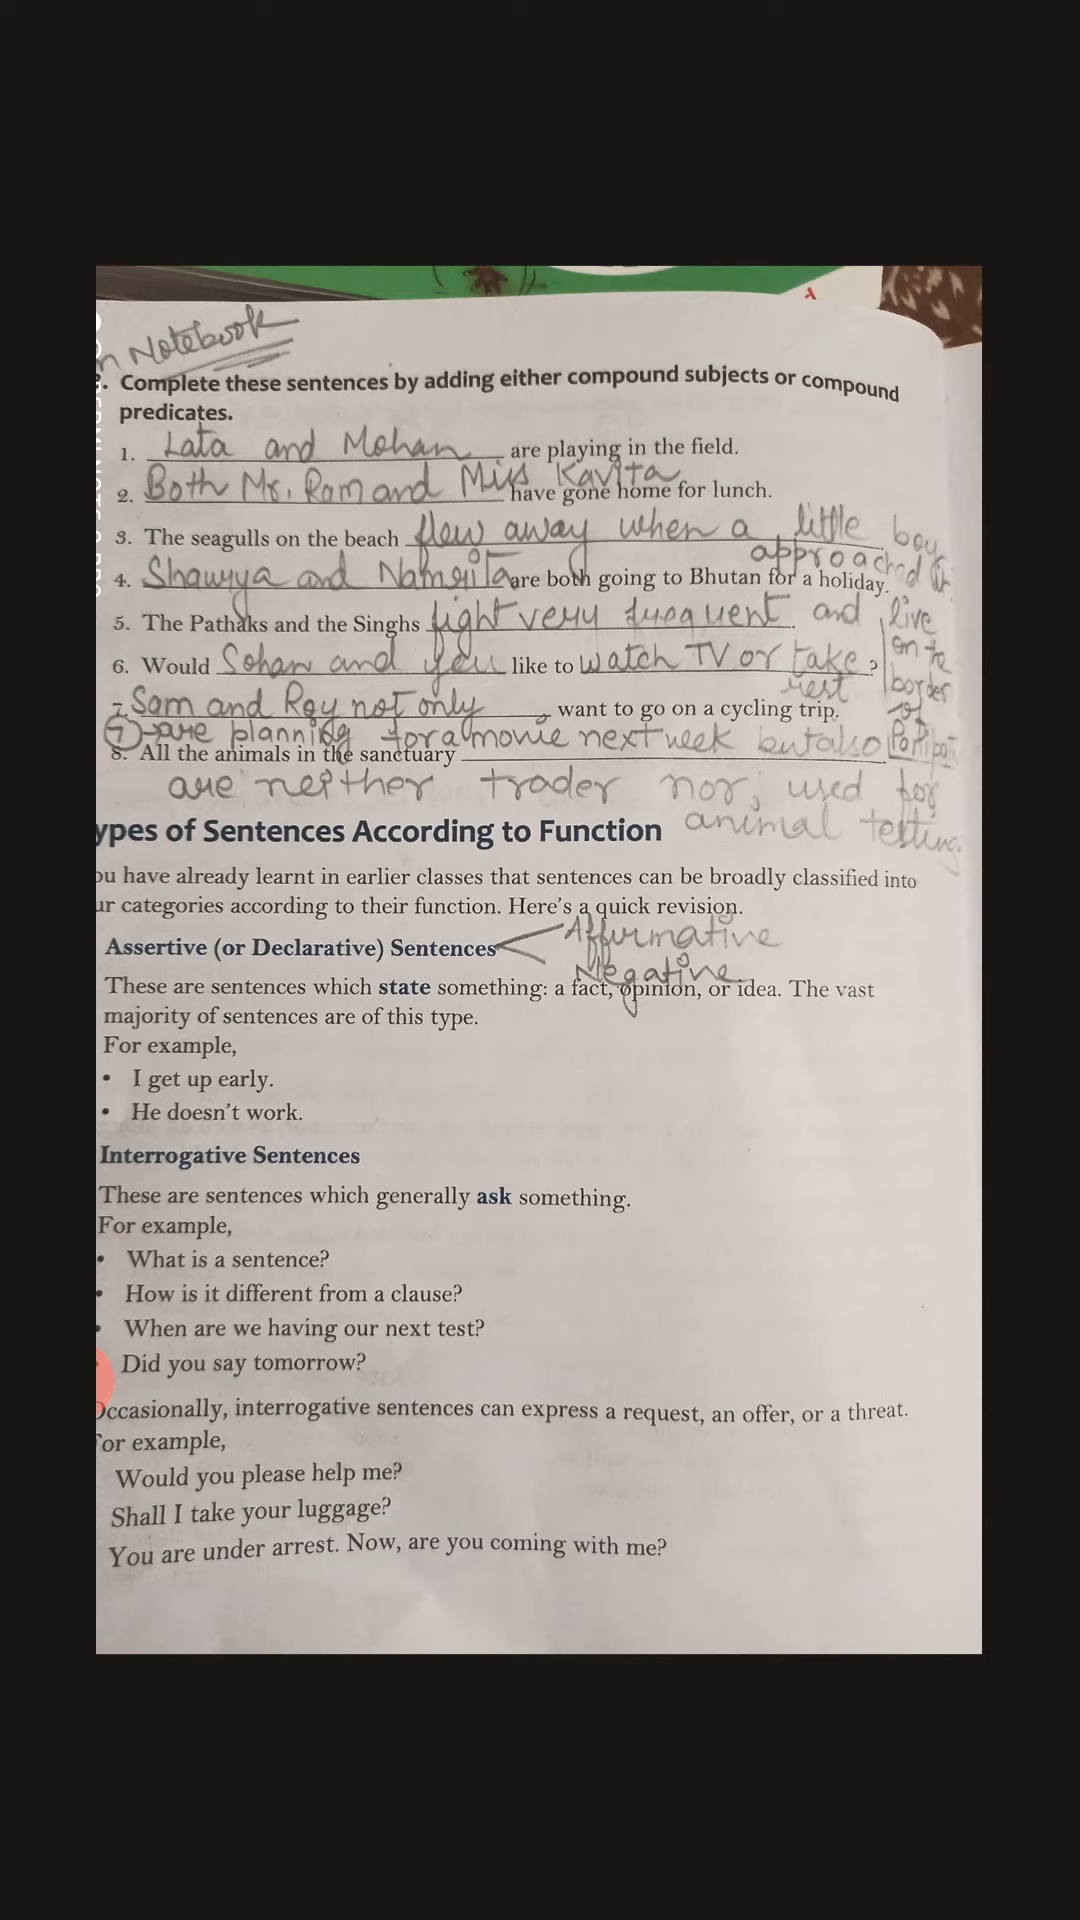 n Notebook
. Complete these sentences by adding either compound subjects or compound
predicates.
1. Lata and Mohan are playing in the field.
2. Both Mr. Ram and Miss Kavita have gone home for lunch.
3. The seagulls on the beach flew away when a little boy
approached
4. Shaurya and Namrita are both going to Bhutan for a holiday.
5. The Pathaks and the Singhs fight very frequent and live
on the
border
of
6. Would Sohan and you like to watch TV or take ?
rest
7. Sam and Roy not only , want to go on a cycling trip.
7 are planning for a movie next week but also
8. All the animals in the sanctuary
are neither trader nor, used for
animal testing.
ypes of Sentences According to Function
ou have already learnt in earlier classes that sentences can be broadly classified into
ur categories according to their function. Here's a quick revision.
Assertive (or Declarative) Sentences
Affirmative
Negative
These are sentences which state something: a fact, opinion, or idea. The vast
majority of sentences are of this type.
For example,
• I get up early.
• He doesn't work.
Interrogative Sentences
These are sentences which generally ask something.
For example,
• What is a sentence?
• How is it different from a clause?
• When are we having our next test?
Did you say tomorrow?
Occasionally, interrogative sentences can express a request, an offer, or a threat.
For example,
Would you please help me?
Shall I take your luggage?
You are under arrest. Now, are you coming with me?